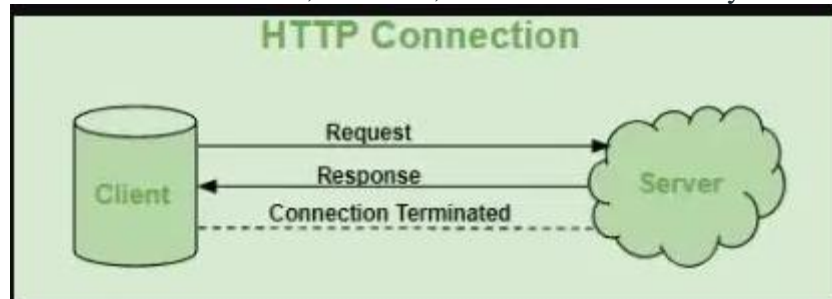 HTTP Connection
Request
Response
Client
Server
Connection Terminated